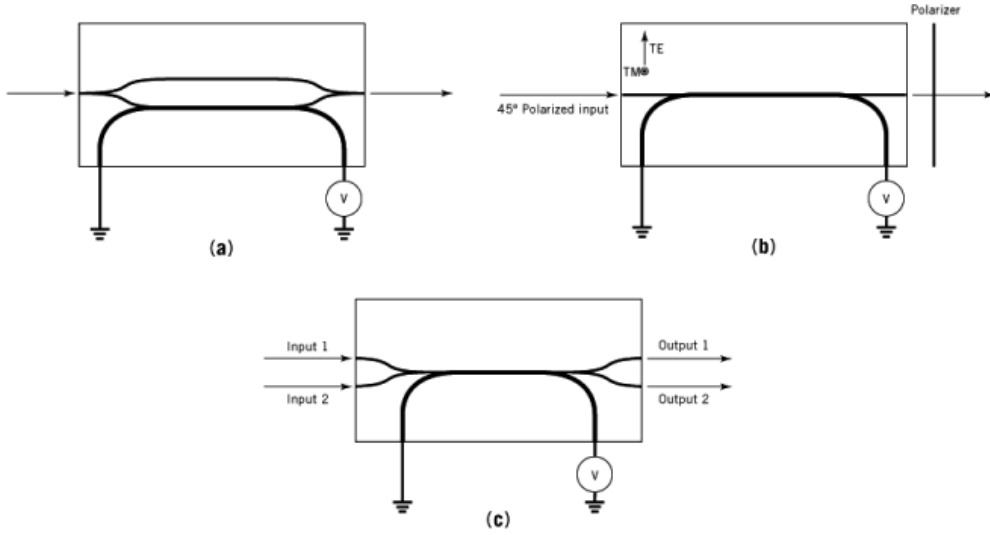 Polarizer
TE
TM
45° Polarized input
V
V
(a)
(b)
Input 1
Output 1
Input 2
Output 2
V
(c)